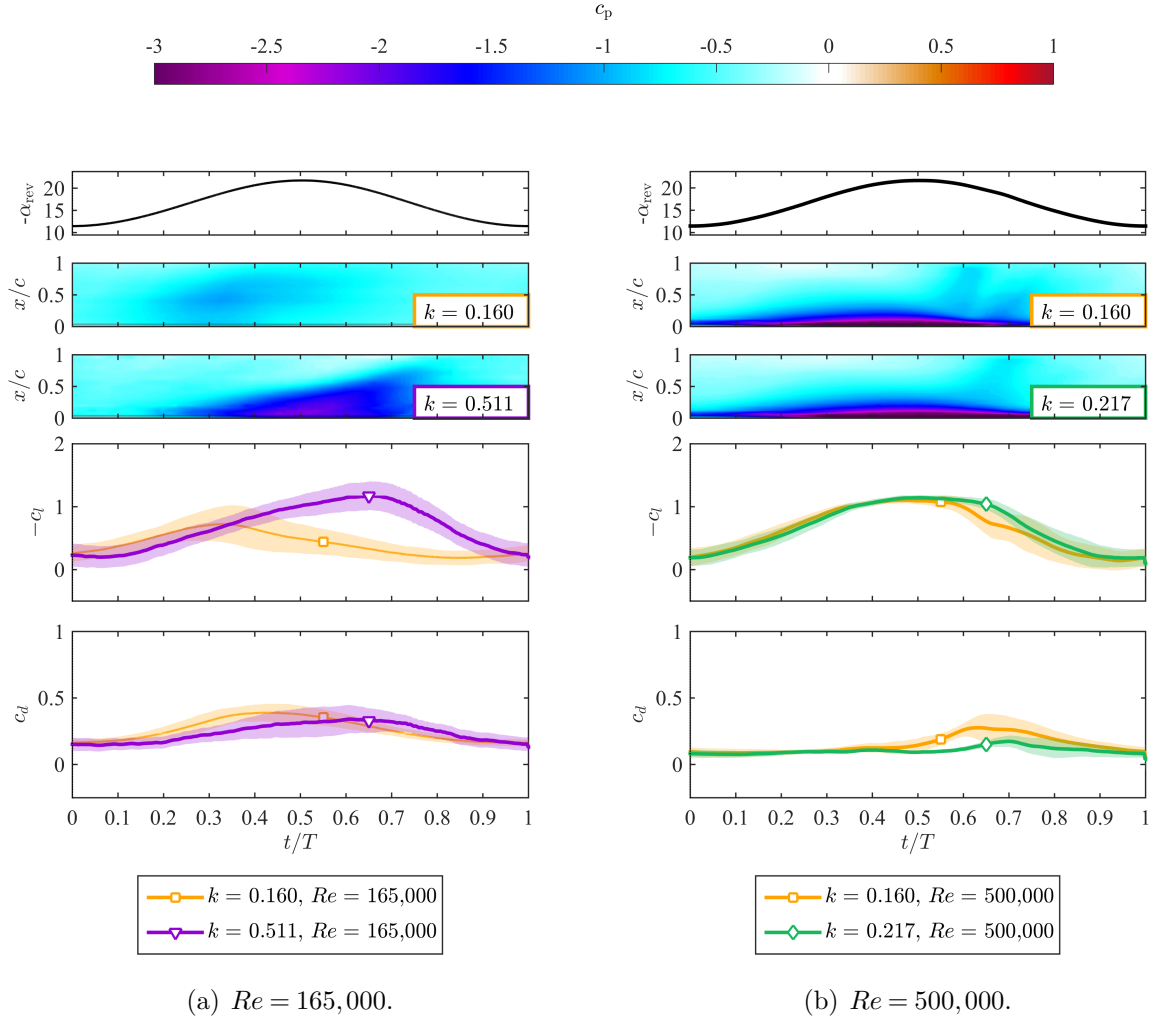 c_p
-3 -2.5 -2 -1.5 -1 -0.5 0 0.5 1
-α_rev
20
15
10
x/c
1
0.5
0
k = 0.160
x/c
1
0.5
0
k = 0.511
−c_l
2
1
0
c_d
1
0.5
0
0 0.1 0.2 0.3 0.4 0.5 0.6 0.7 0.8 0.9 1
t/T
k = 0.160, Re = 165,000
k = 0.511, Re = 165,000
(a) Re = 165,000.
-α_rev
20
15
10
x/c
1
0.5
0
k = 0.160
x/c
1
0.5
0
k = 0.217
−c_l
2
1
0
c_d
1
0.5
0
0 0.1 0.2 0.3 0.4 0.5 0.6 0.7 0.8 0.9 1
t/T
k = 0.160, Re = 500,000
k = 0.217, Re = 500,000
(b) Re = 500,000.